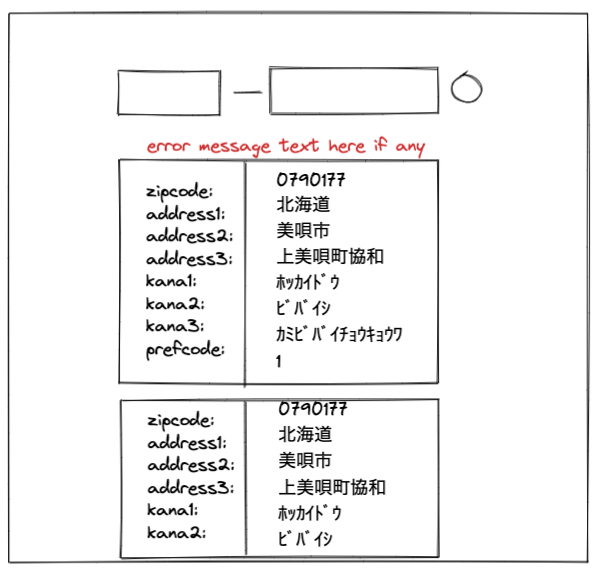 error message text here if any
zipcode: 0790177
address1: 北海道
address2: 美唄市
address3: 上美唄町協和
kana1: ﾎｯｶｲﾄﾞｳ
kana2: ﾋﾞﾊﾞｲｼ
kana3: ｶﾐﾋﾞﾊﾞｲﾁｮｳｷｮｳﾜ
prefcode: 1
zipcode: 0790177
address1: 北海道
address2: 美唄市
address3: 上美唄町協和
kana1: ﾎｯｶｲﾄﾞｳ
kana2: ﾋﾞﾊﾞｲｼ